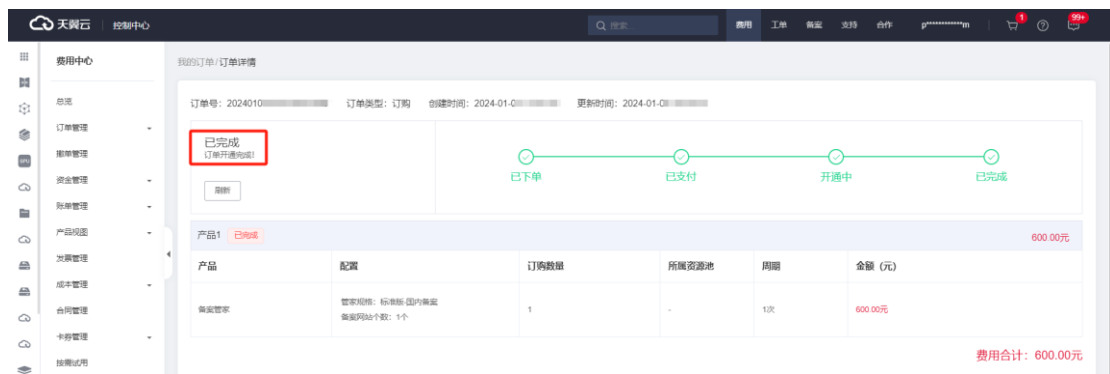 天翼云 控制中心 搜索... 费用 工单 备案 支持 合作 p************m 1 99+
费用中心
总览
订单管理
撤单管理
资金管理
账单管理
产品视图
发票管理
成本管理
合同管理
卡券管理
按需试用
我的订单/订单详情
订单号：2024010 订单类型：订购 创建时间：2024-01-0 更新时间：2024-01-0
已完成
订单开通完成!
刷新
已下单 已支付 开通中 已完成
产品1 已完成 600.00元
产品 配置 订购数量 所属资源池 周期 金额（元）
备案管家 管家规格：标准版-国内备案 1 - 1次 600.00元
备案网站个数：1个
费用合计：600.00元